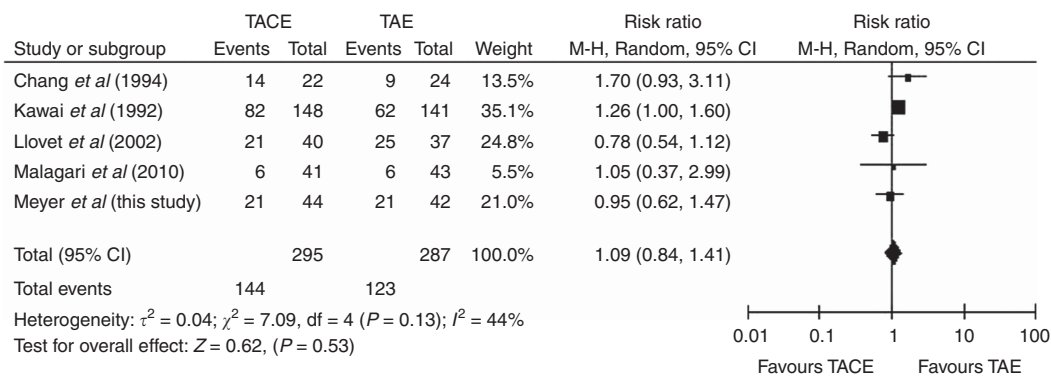 TACE TAE Risk ratio Risk ratio
Study or subgroup Events Total Events Total Weight M-H, Random, 95% CI M-H, Random, 95% CI
Chang et al (1994) 14 22 9 24 13.5% 1.70 (0.93, 3.11)
Kawai et al (1992) 82 148 62 141 35.1% 1.26 (1.00, 1.60)
Llovet et al (2002) 21 40 25 37 24.8% 0.78 (0.54, 1.12)
Malagari et al (2010) 6 41 6 43 5.5% 1.05 (0.37, 2.99)
Meyer et al (this study) 21 44 21 42 21.0% 0.95 (0.62, 1.47)
Total (95% CI) 295 287 100.0% 1.09 (0.84, 1.41)
Total events 144 123
Heterogeneity: τ² = 0.04; χ² = 7.09, df = 4 (P = 0.13); I² = 44%
Test for overall effect: Z = 0.62, (P = 0.53)
0.01 0.1 1 10 100
Favours TACE Favours TAE